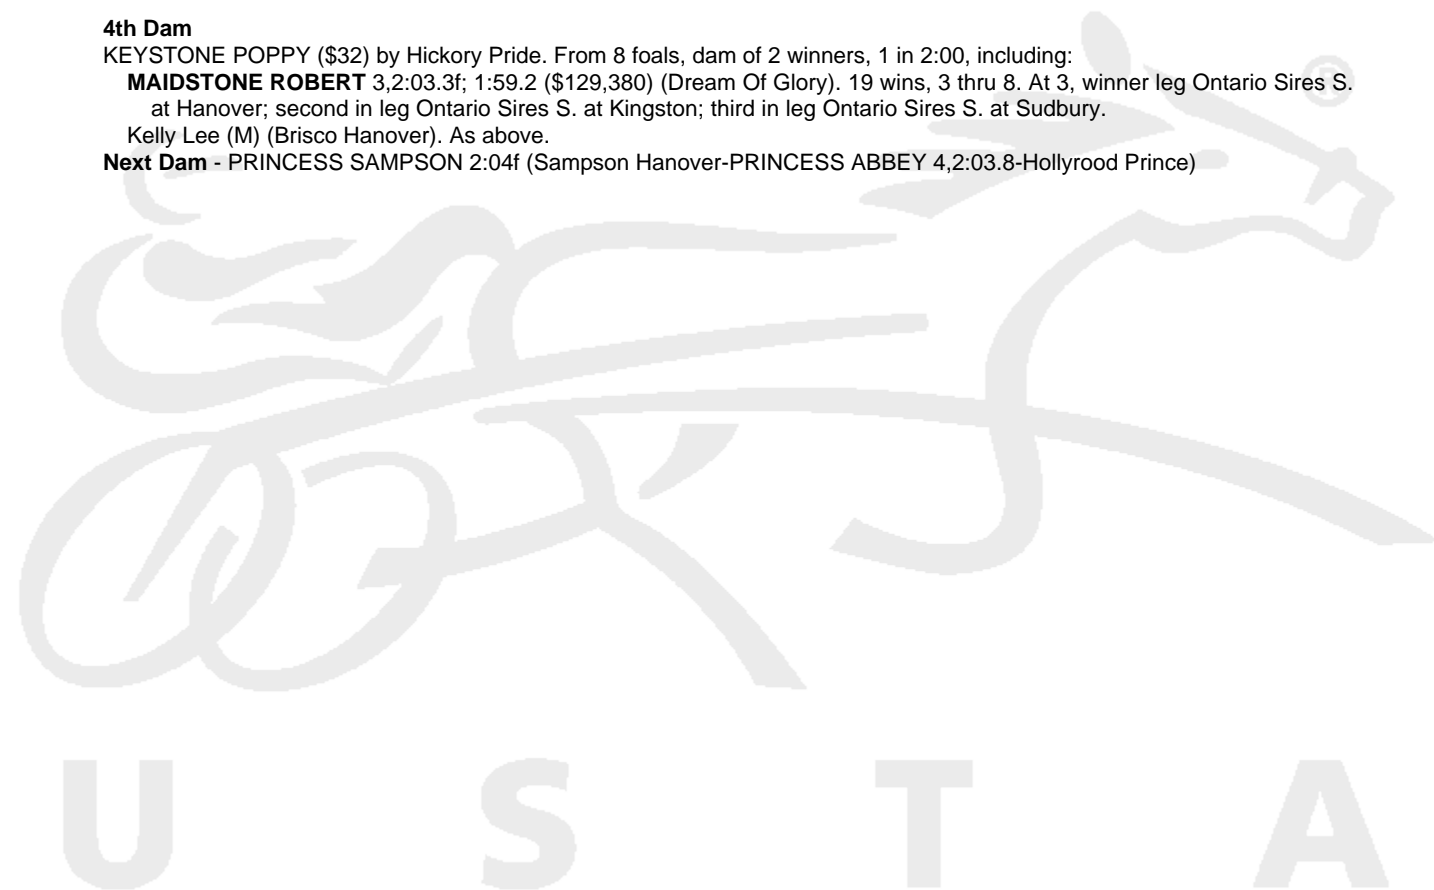 4th Dam
KEYSTONE POPPY ($32) by Hickory Pride. From 8 foals, dam of 2 winners, 1 in 2:00, including:
MAIDSTONE ROBERT 3,2:03.3f; 1:59.2 ($129,380) (Dream Of Glory). 19 wins, 3 thru 8. At 3, winner leg Ontario Sires S.
at Hanover; second in leg Ontario Sires S. at Kingston; third in leg Ontario Sires S. at Sudbury.
Kelly Lee (M) (Brisco Hanover). As above.
Next Dam - PRINCESS SAMPSON 2:04f (Sampson Hanover-PRINCESS ABBEY 4,2:03.8-Hollyrood Prince)
®
U S T A